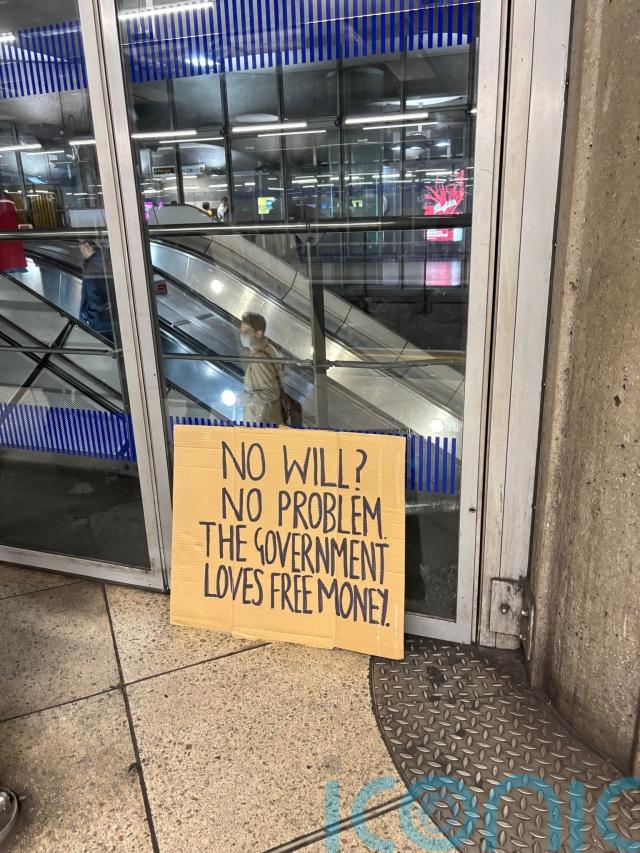 NO WILL?
NO PROBLEM.
THE GOVERNMENT
LOVES FREE MONEY.
ICONIC